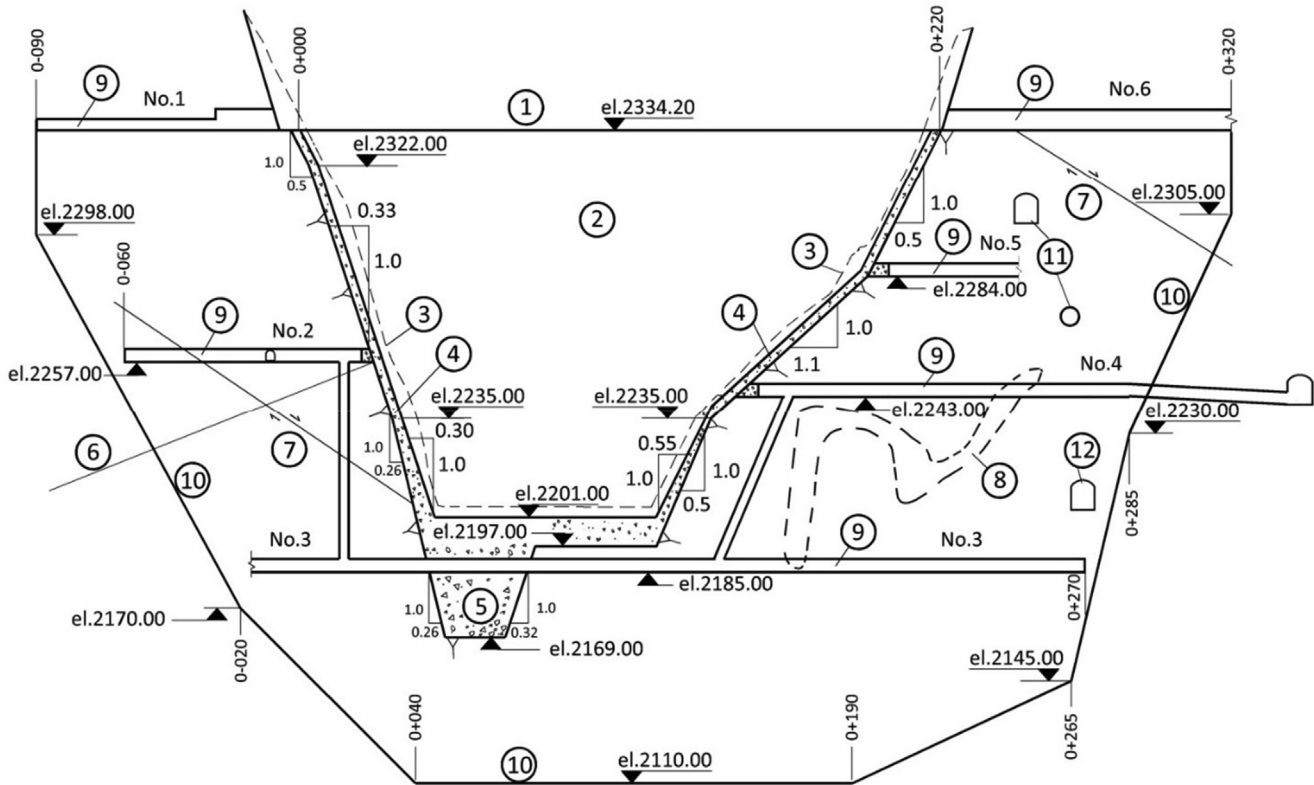 0-090
0+000
0+220
0+320
9
No.1
9
No.6
1
el.2334.20
el.2322.00
1.0
0.5
7
el.2298.00
0.33
2
1.0
el.2305.00
0.5
9
No.5
3
11
1.0
el.2284.00
10
0-060
9
No.2
3
4
1.0
4
1.1
9
No.4
el.2257.00
el.2235.00
el.2235.00
el.2243.00
el.2230.00
6
7
0.30
0.55
1.0
0.26
1.0
1.0
1.0
0.5
8
12
10
el.2201.00
el.2197.00
0+285
No.3
9
No.3
el.2185.00
1.0
5
1.0
0.26
0.32
0+270
el.2170.00
0-020
el.2169.00
el.2145.00
0+040
0+190
0+265
10
el.2110.00